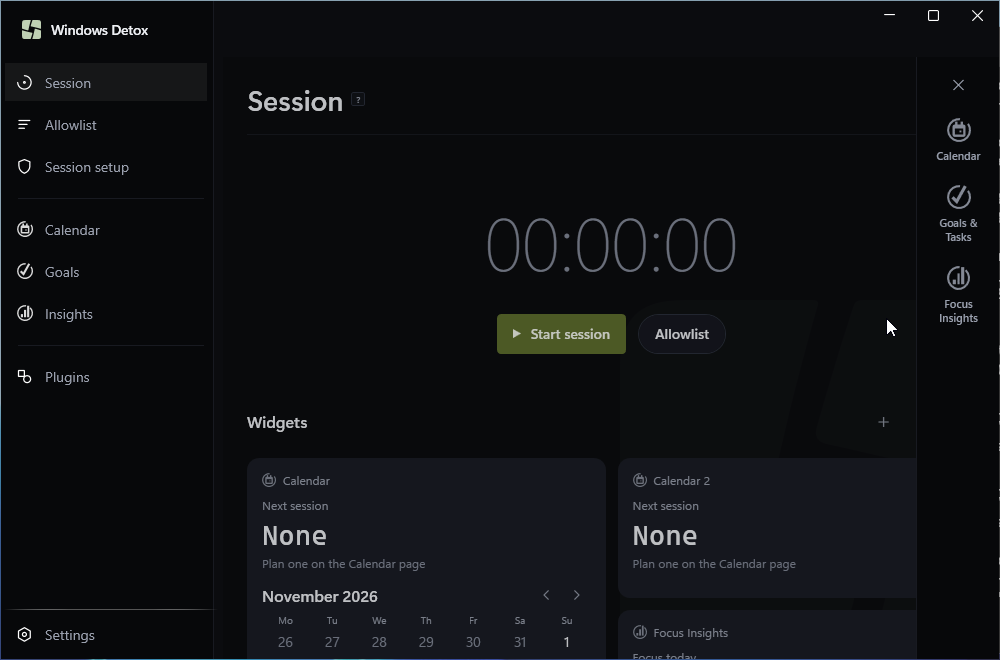 Windows Detox
Session
Allowlist
Session setup
Calendar
Goals
Insights
Plugins
Settings
Session ?
00:00:00
Start session
Allowlist
Widgets
Calendar
Next session
None
Plan one on the Calendar page
November 2026
Mo Tu We Th Fr Sa Su
26 27 28 29 30 31 1
Calendar 2
Next session
None
Plan one on the Calendar page
Focus Insights
Focus today
Calendar
Goals &
Tasks
Focus
Insights